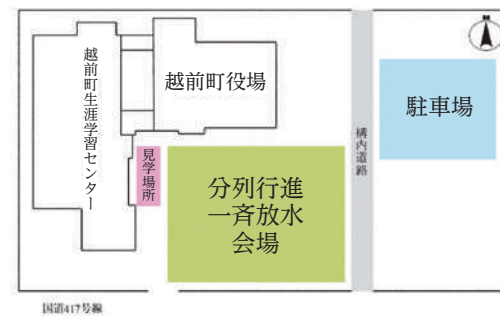 越前町生涯学習センター
越前町役場
駐車場
構内道路
見学場所
分列行進
一斉放水
会場
国道417号線